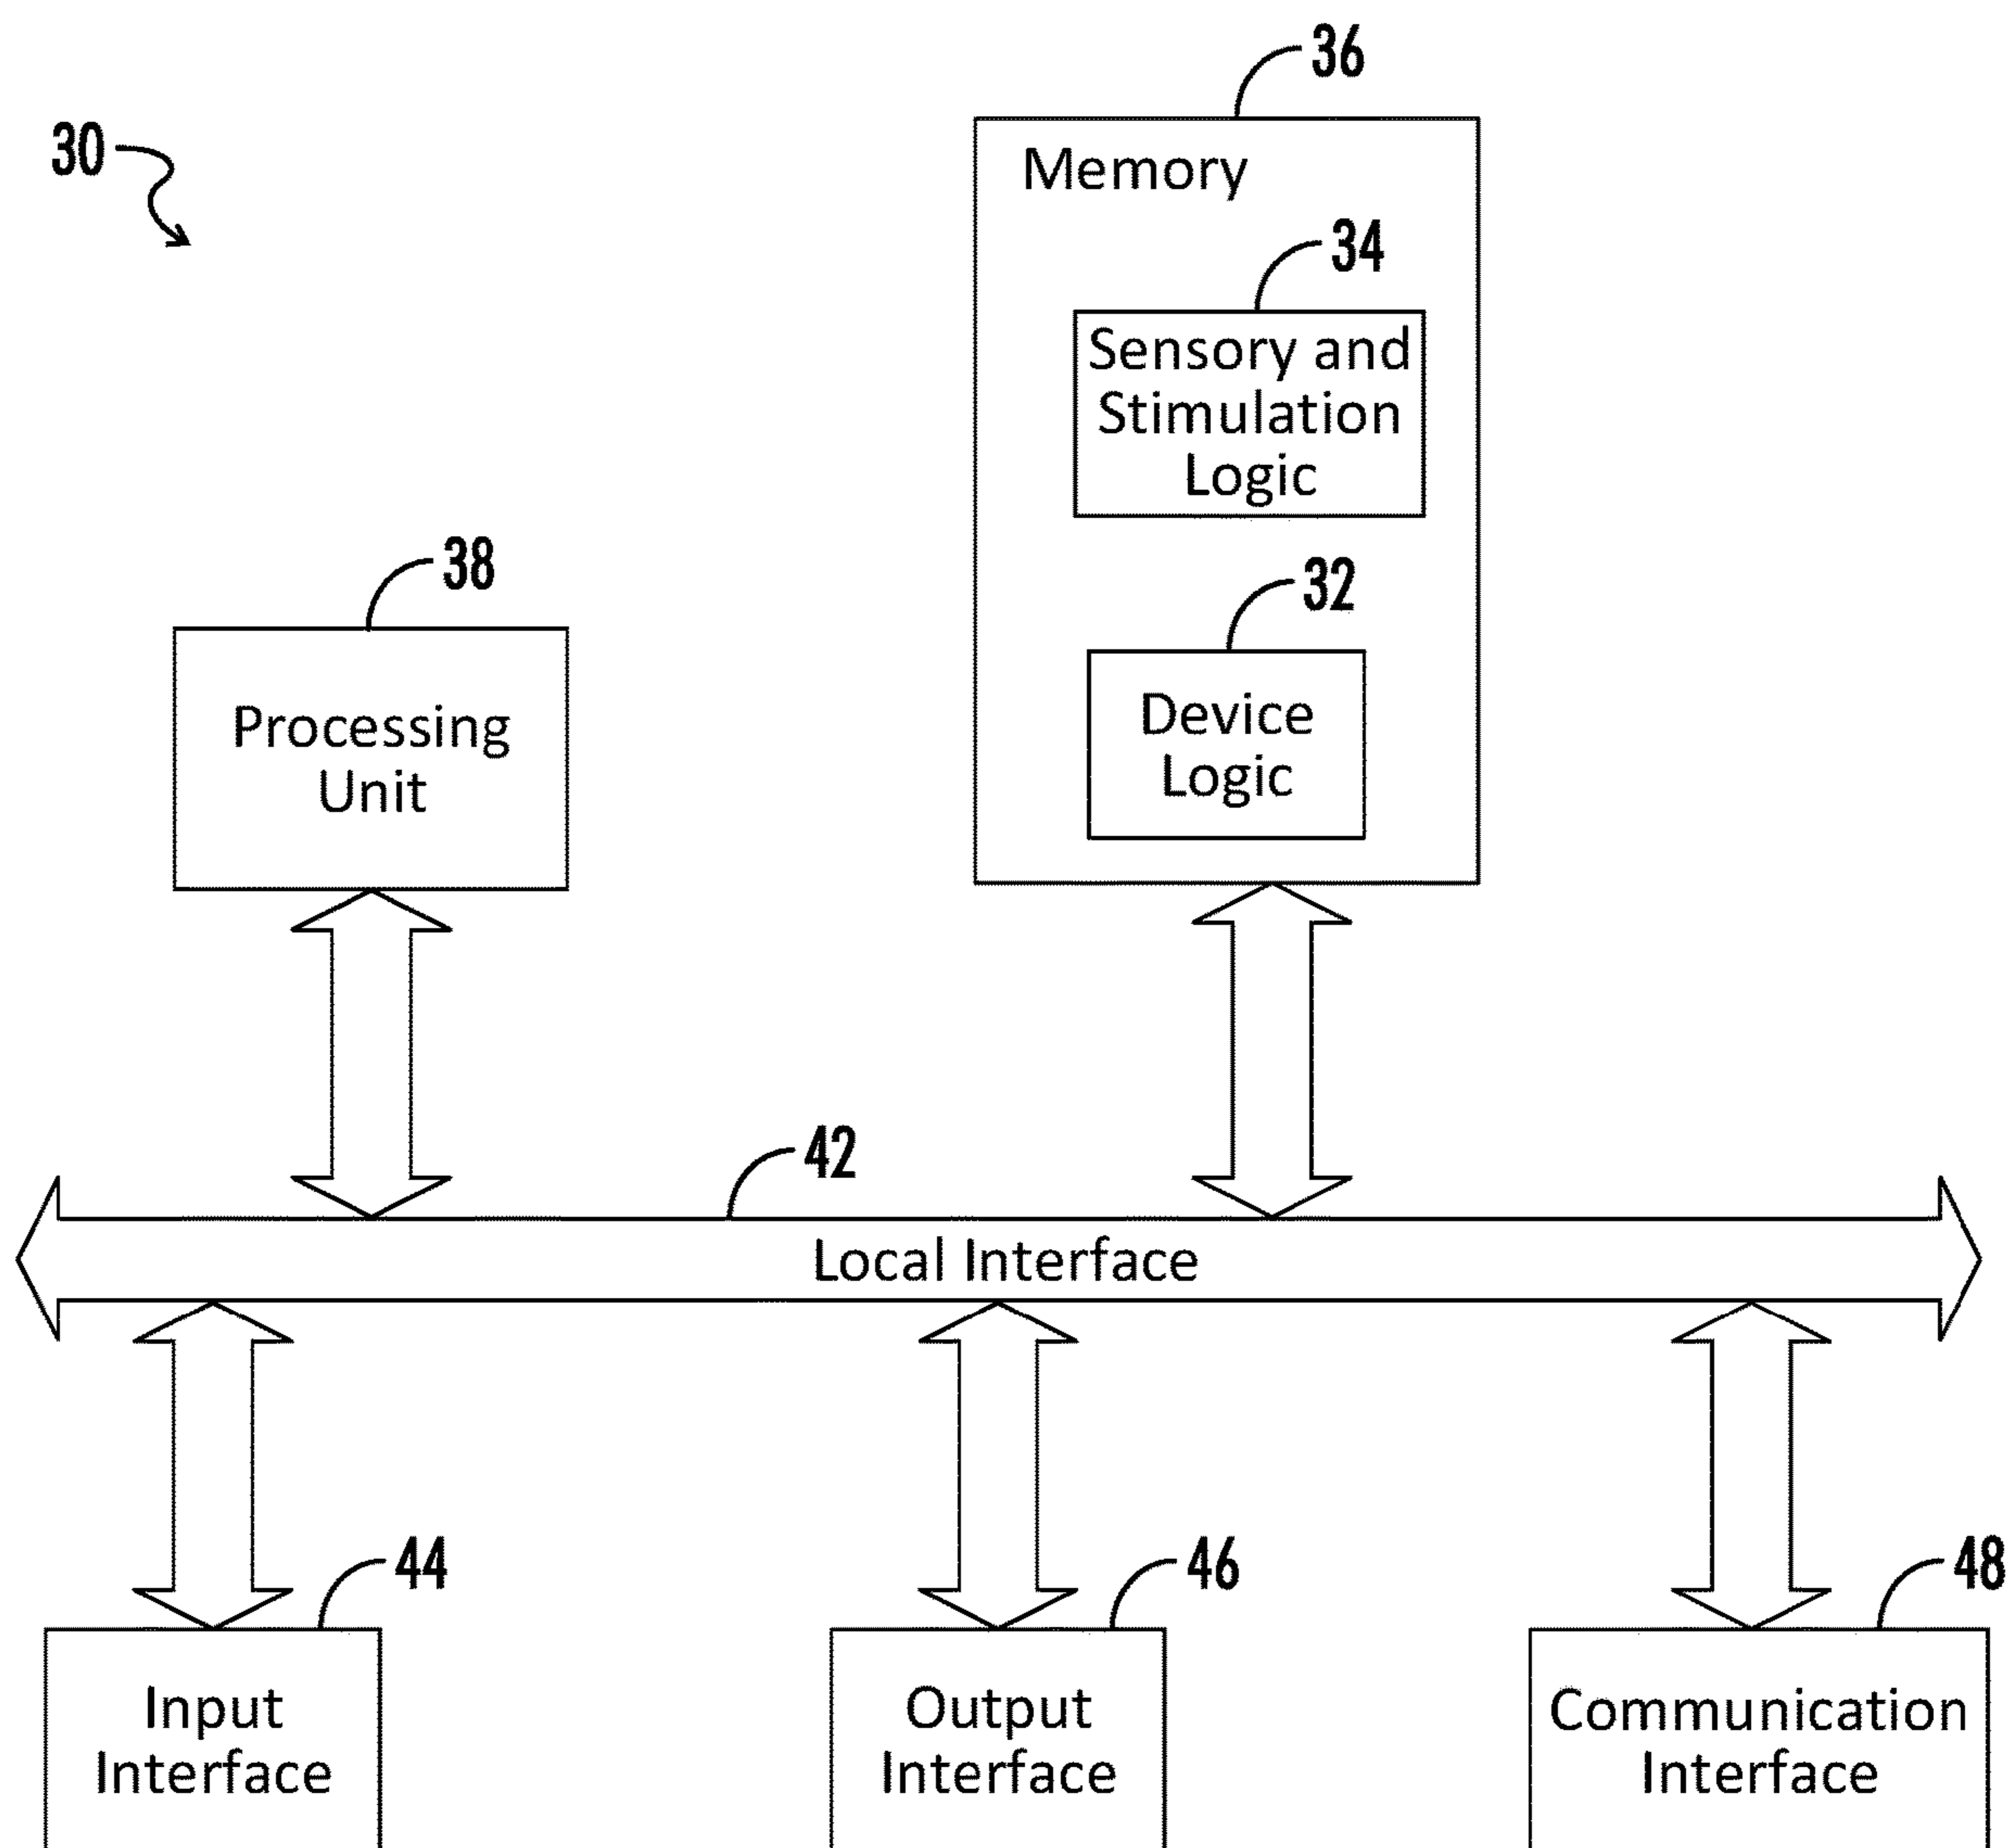 36
30
Memory
34
Sensory and
Stimulation
Logic
38
32
Processing
Unit
Device
Logic
42
Local Interface
44
46
48
Input
Interface
Output
Interface
Communication
Interface